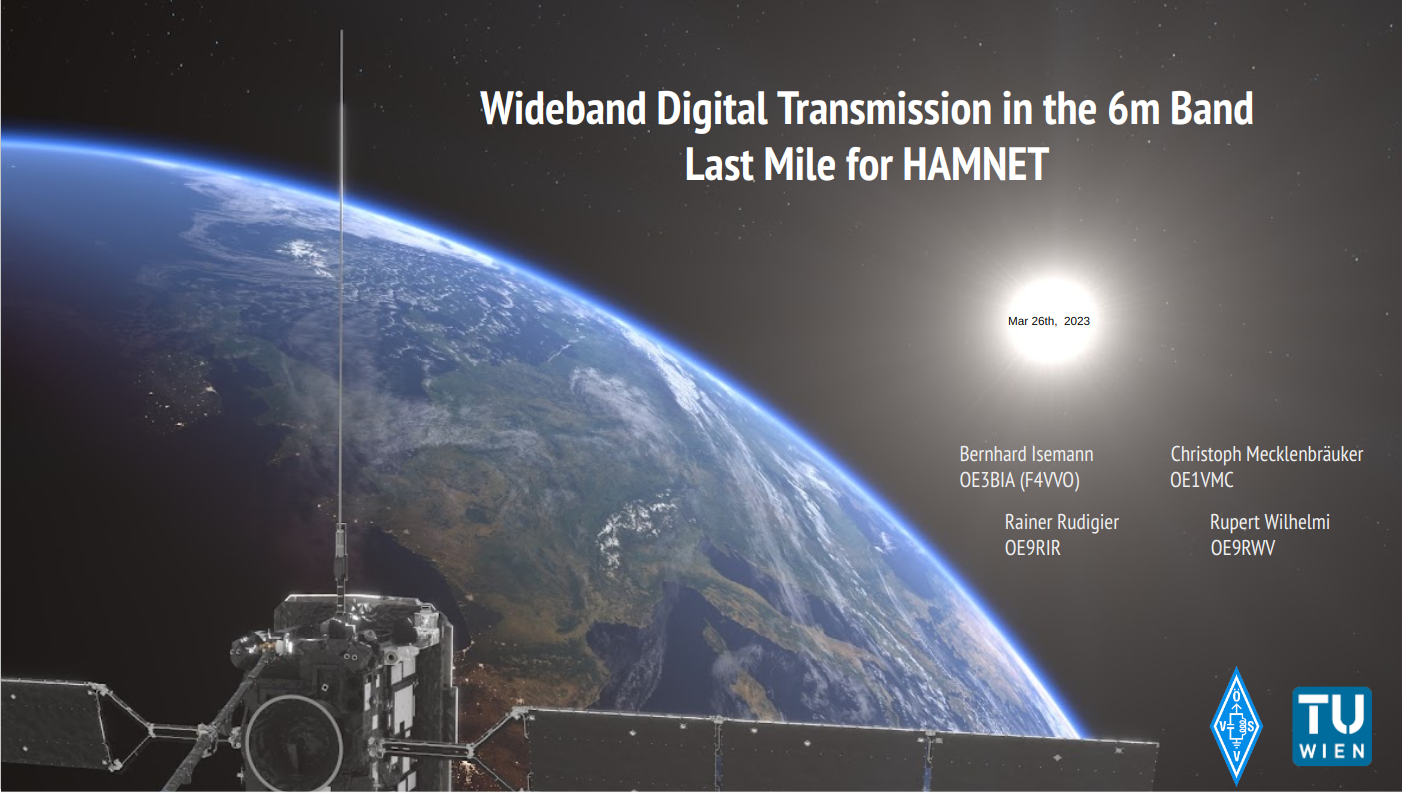 Wideband Digital Transmission in the 6m Band
Last Mile for HAMNET
Mar 26th, 2023
Bernhard Isemann
OE3BIA (F4VVO)
Christoph Mecklenbräuker
OE1VMC
Rainer Rudigier
OE9RIR
Rupert Wilhelmi
OE9RWV
Ö
V S
V
TU
WIEN